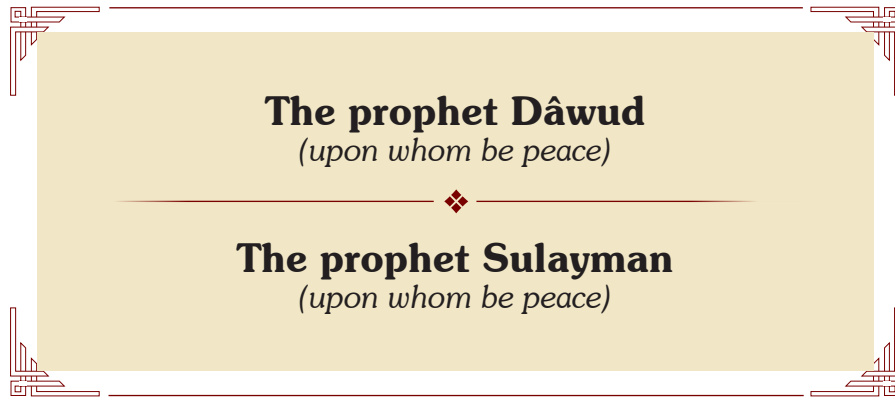 The prophet Dâwud
(upon whom be peace)
The prophet Sulayman
(upon whom be peace)